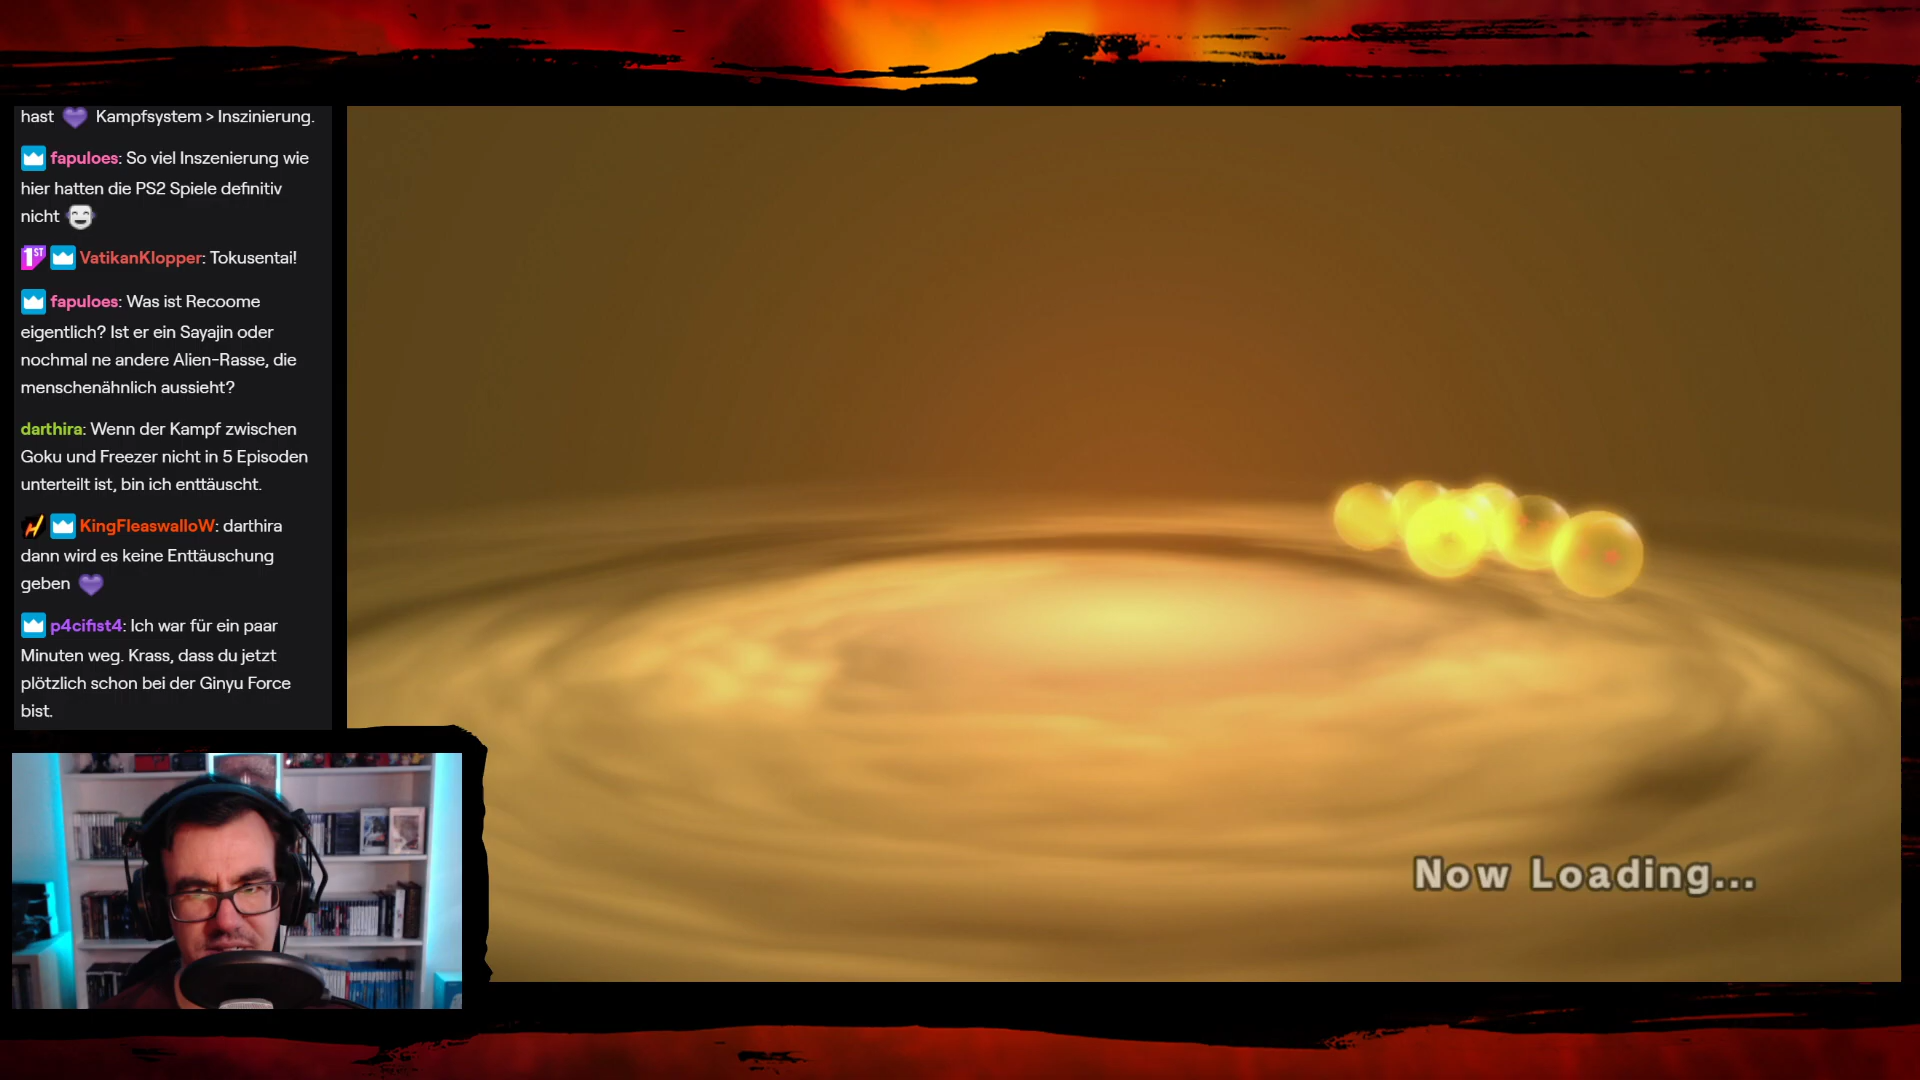 hast Kampfsystem > Inszinierung.
fapuloes: So viel Inszenierung wie
hier hatten die PS2 Spiele definitiv
nicht
1ST VatikanKlopper: Tokusentai!
fapuloes: Was ist Recoome
eigentlich? Ist er ein Sayajin oder
nochmal ne andere Alien-Rasse, die
menschenähnlich aussieht?
darthira: Wenn der Kampf zwischen
Goku und Freezer nicht in 5 Episoden
unterteilt ist, bin ich enttäuscht.
KingFleaswalloW: darthira
dann wird es keine Enttäuschung
geben
p4cifist4: Ich war für ein paar
Minuten weg. Krass, dass du jetzt
plötzlich schon bei der Ginyu Force
bist.
Now Loading...